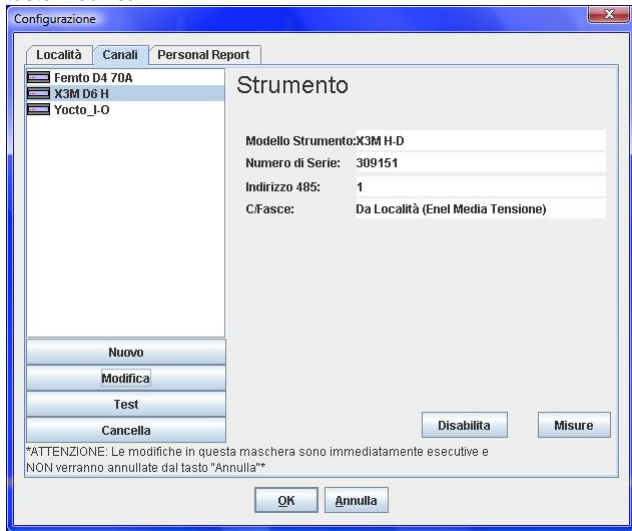 Configurazione
Località Canali Personal Report
Femto D4 70A
X3M D6 H
Yocto_I-O
Strumento
Modello Strumento:X3M H-D
Numero di Serie: 309151
Indirizzo 485: 1
C/Fasce: Da Località (Enel Media Tensione)
Nuovo
Modifica
Test
Cancella
Disabilita Misure
*ATTENZIONE: Le modifiche in questa maschera sono immediatamente esecutive e
NON verranno annullate dal tasto "Annulla"*
OK Annulla